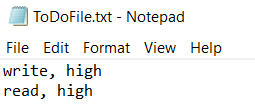 ToDoFile.txt - Notepad
File Edit Format View Help
write, high
read, high